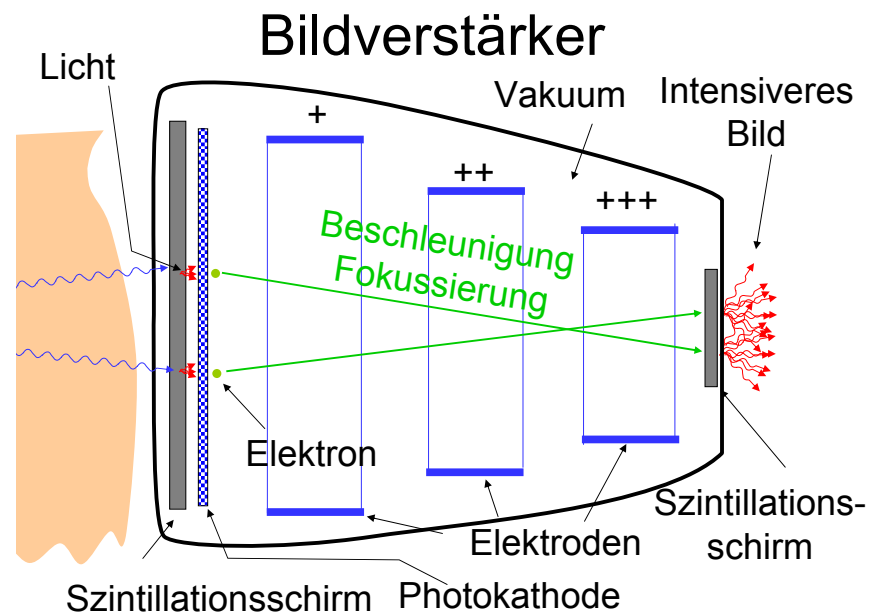 Bildverstärker
Licht
Vakuum
Intensiveres
Bild
+
++
+++
Beschleunigung
Fokussierung
Elektron
Elektroden
Szintillations-
schirm
Szintillationsschirm
Photokathode